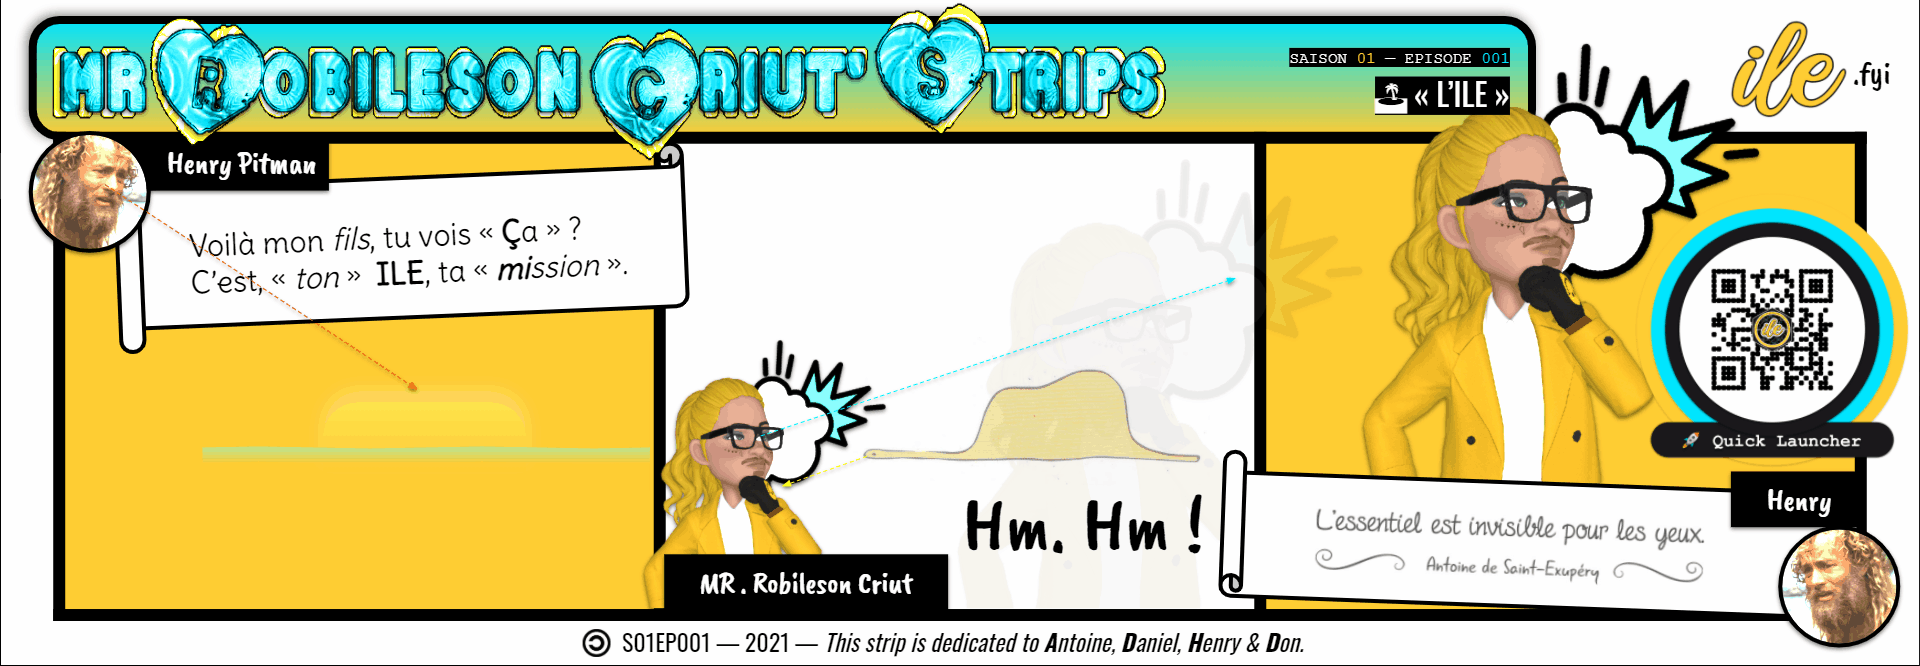 MR ROBILESON CRIUT'S TRIPS
SAISON 01 — EPISODE 001
« L'ILE »
ile.fyi
Henry Pitman
Voilà mon fils, tu vois « Ça » ?
C'est, « ton » ILE, ta « mission ».
Hm. Hm !
MR. Robileson Criut
ile
🚀 Quick Launcher
Henry
L'essentiel est invisible pour les yeux.
Antoine de Saint-Exupéry
S01EP001 — 2021 — This strip is dedicated to Antoine, Daniel, Henry & Don.